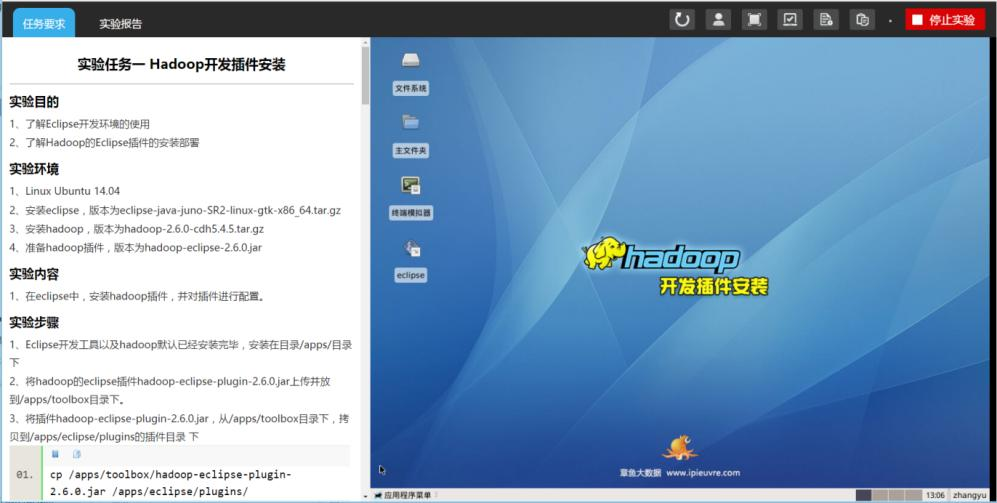 任务要求
实验报告
停止实验
实验任务一 Hadoop开发插件安装
实验目的
1、了解Eclipse开发环境的使用
2、了解Hadoop的Eclipse插件的安装部署
实验环境
1、Linux Ubuntu 14.04
2、安装eclipse，版本为eclipse-java-juno-SR2-linux-gtk-x86_64.tar.gz
3、安装hadoop，版本为hadoop-2.6.0-cdh5.4.5.tar.gz
4、准备hadoop插件，版本为hadoop-eclipse-2.6.0.jar
实验内容
1、在eclipse中，安装hadoop插件，并对插件进行配置。
实验步骤
1、Eclipse开发工具以及hadoop默认已经安装完毕，安装在目录/apps/目录
下
2、将hadoop的eclipse插件hadoop-eclipse-plugin-2.6.0.jar上传并放
到/apps/toolbox目录下。
3、将插件hadoop-eclipse-plugin-2.6.0.jar，从/apps/toolbox目录下，拷
贝到/apps/eclipse/plugins的插件目录 下
01.
cp /apps/toolbox/hadoop-eclipse-plugin-
2.6.0.jar /apps/eclipse/plugins/
文件系统
主文件夹
终端模拟器
eclipse
hadoop
开发插件安装
章鱼大数据 www.ipieuvre.com
应用程序菜单
13:06
zhangyu